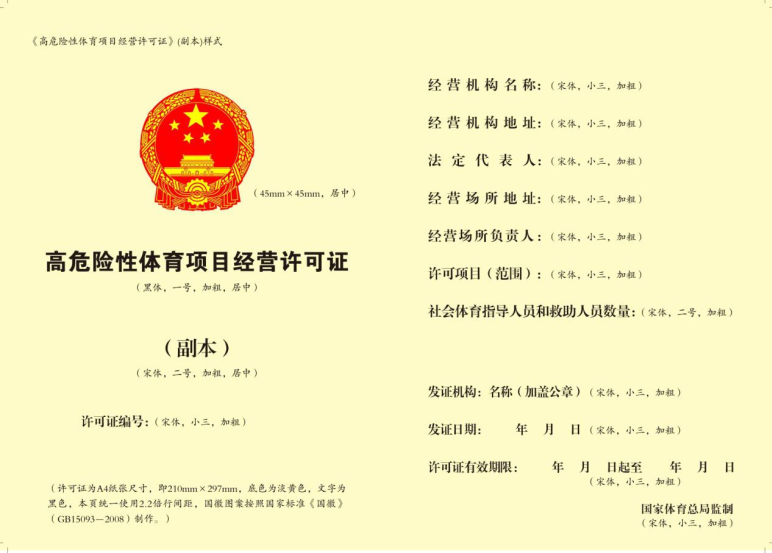 《高危险性体育项目经营许可证》(副本)样式
（45mm×45mm，居中）
高危险性体育项目经营许可证
（黑体，一号，加粗，居中）
（副本）
（宋体，二号，加粗，居中）
许可证编号：（宋体，小三，加粗）
（许可证为A4纸张尺寸，即210mm×297mm，底色为淡黄色，文字为
黑色，本页统一使用2.2倍行间距，国徽图案按照国家标准《国徽》
（GB15093—2008）制作。）
经营机构名称：（宋体，小三，加粗）
经营机构地址：（宋体，小三，加粗）
法定代表人：（宋体，小三，加粗）
经营场所地址：（宋体，小三，加粗）
经营场所负责人：（宋体，小三，加粗）
许可项目（范围）：（宋体，小三，加粗）
社会体育指导人员和救助人员数量：（宋体，二号，加粗）
发证机构：名称（加盖公章）（宋体，小三，加粗）
发证日期： 年 月 日（宋体，小三，加粗）
许可证有效期限： 年 月 日起至 年 月 日
（宋体，小三，加粗）
国家体育总局监制
（宋体，小三，加粗）